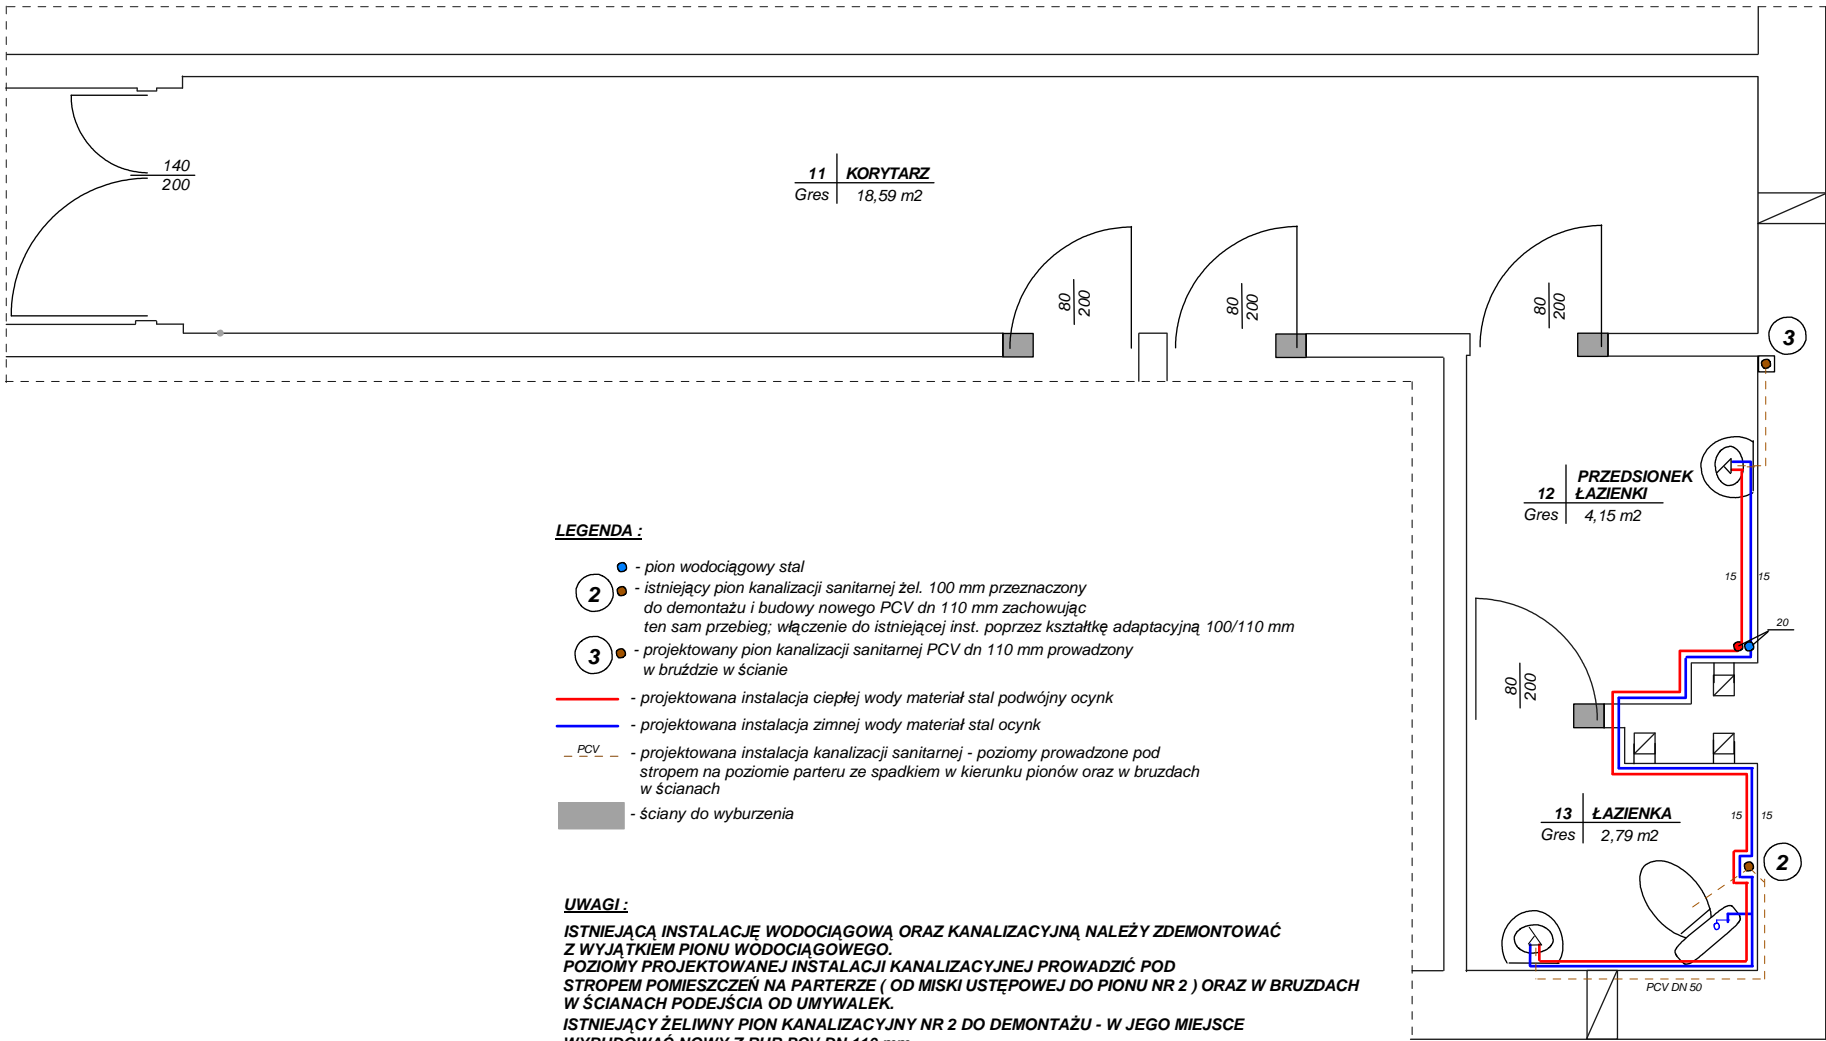 140
200
11 KORYTARZ
Gres 18,59 m2
80
200
80
200
80
200
3
PRZEDSIONEK
12 ŁAZIENKI
Gres 4,15 m2
15 15
20
80
200
13 ŁAZIENKA
Gres 2,79 m2
15 15
2
PCV DN 50
LEGENDA :
- pion wodociągowy stal
2 - istniejący pion kanalizacji sanitarnej żel. 100 mm przeznaczony
do demontażu i budowy nowego PCV dn 110 mm zachowując
ten sam przebieg; włączenie do istniejącej inst. poprzez kształtkę adaptacyjną 100/110 mm
3 - projektowany pion kanalizacji sanitarnej PCV dn 110 mm prowadzony
w bruździe w ścianie
- projektowana instalacja ciepłej wody materiał stal podwójny ocynk
- projektowana instalacja zimnej wody materiał stal ocynk
PCV - projektowana instalacja kanalizacji sanitarnej - poziomy prowadzone pod
stropem na poziomie parteru ze spadkiem w kierunku pionów oraz w bruzdach
w ścianach
- ściany do wyburzenia
UWAGI :
ISTNIEJĄCĄ INSTALACJĘ WODOCIĄGOWĄ ORAZ KANALIZACYJNĄ NALEŻY ZDEMONTOWAĆ
Z WYJĄTKIEM PIONU WODOCIĄGOWEGO.
POZIOMY PROJEKTOWANEJ INSTALACJI KANALIZACYJNEJ PROWADZIĆ POD
STROPEM POMIESZCZEŃ NA PARTERZE ( OD MISKI USTĘPOWEJ DO PIONU NR 2 ) ORAZ W BRUZDACH
W ŚCIANACH PODEJŚCIA OD UMYWALEK.
ISTNIEJĄCY ŻELIWNY PION KANALIZACYJNY NR 2 DO DEMONTAŻU - W JEGO MIEJSCE
WYBUDOWAĆ NOWY Z RUR PCV DN 110 mm